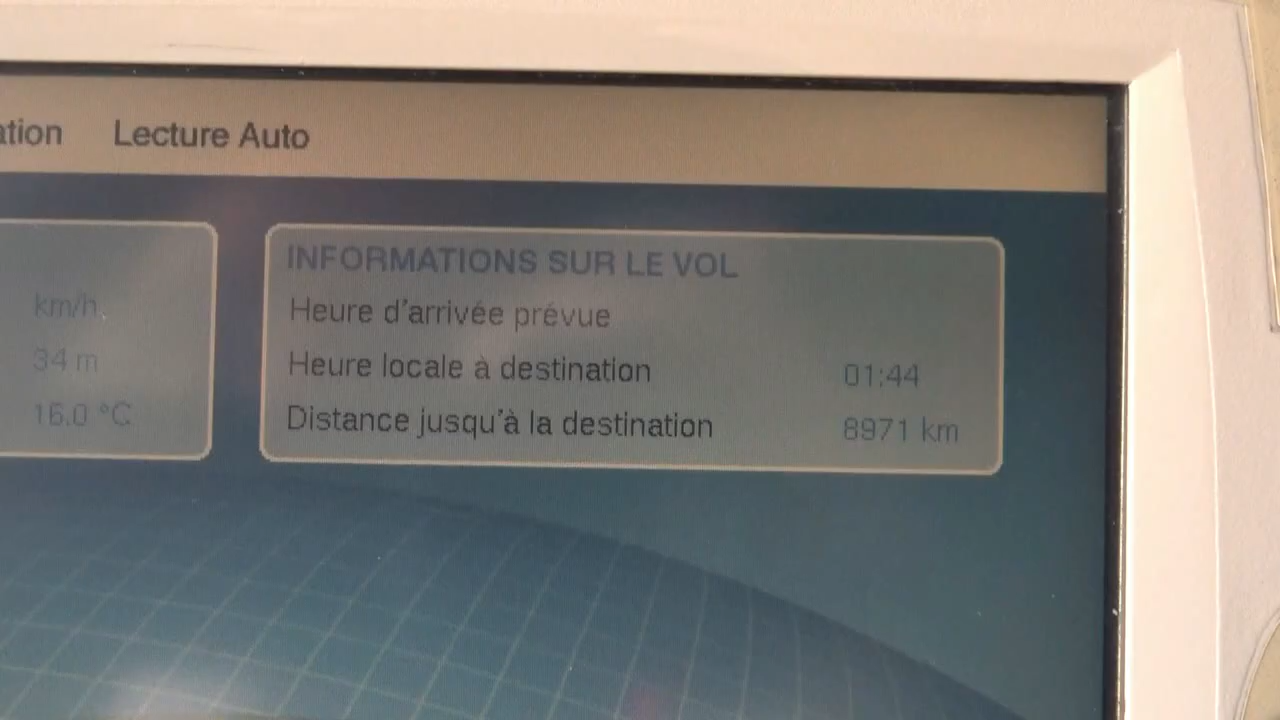 ation Lecture Auto
km/h
34 m
16.0 °C
INFORMATIONS SUR LE VOL
Heure d'arrivée prévue
Heure locale à destination 01:44
Distance jusqu'à la destination 8971 km